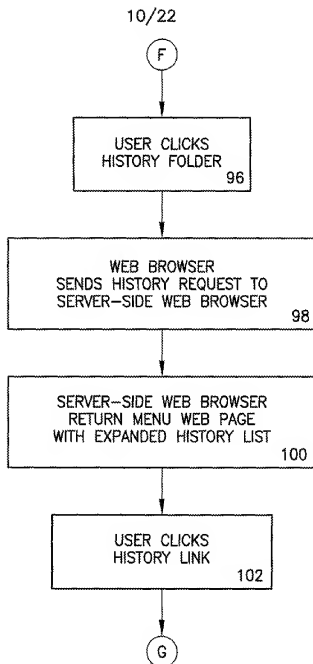 10/22
F
USER CLICKS
HISTORY FOLDER
96
WEB BROWSER
SENDS HISTORY REQUEST TO
SERVER-SIDE WEB BROWSER
98
SERVER-SIDE WEB BROWSER
RETURN MENU WEB PAGE
WITH EXPANDED HISTORY LIST
100
USER CLICKS
HISTORY LINK
102
G